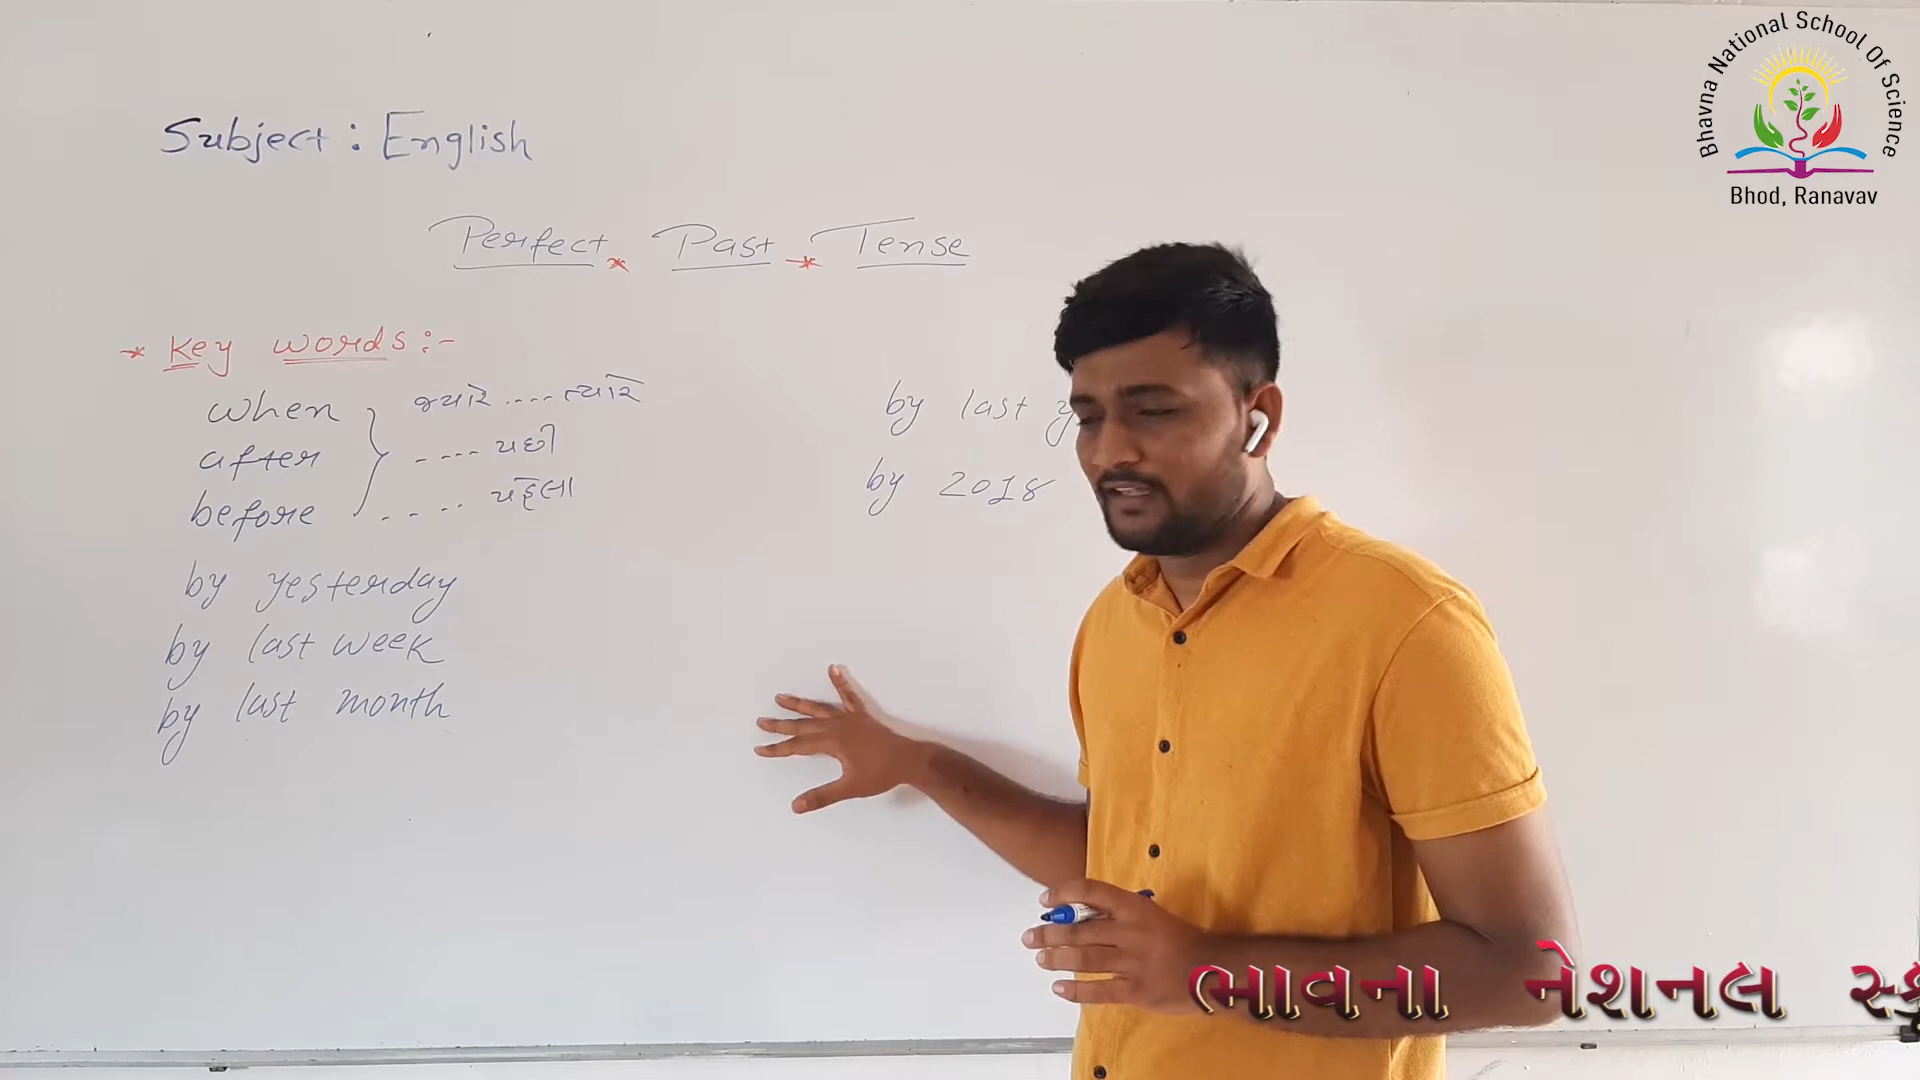 Bhavna National School Of Science
Bhod, Ranavav
Subject : English
Perfect * Past * Tense
* Key words :-
when } જ્યારે .... ત્યારે
after .... પછી
before .... પહેલા
by yesterday
by last week
by last month
by last
by 2018
ભાવના નેશનલ